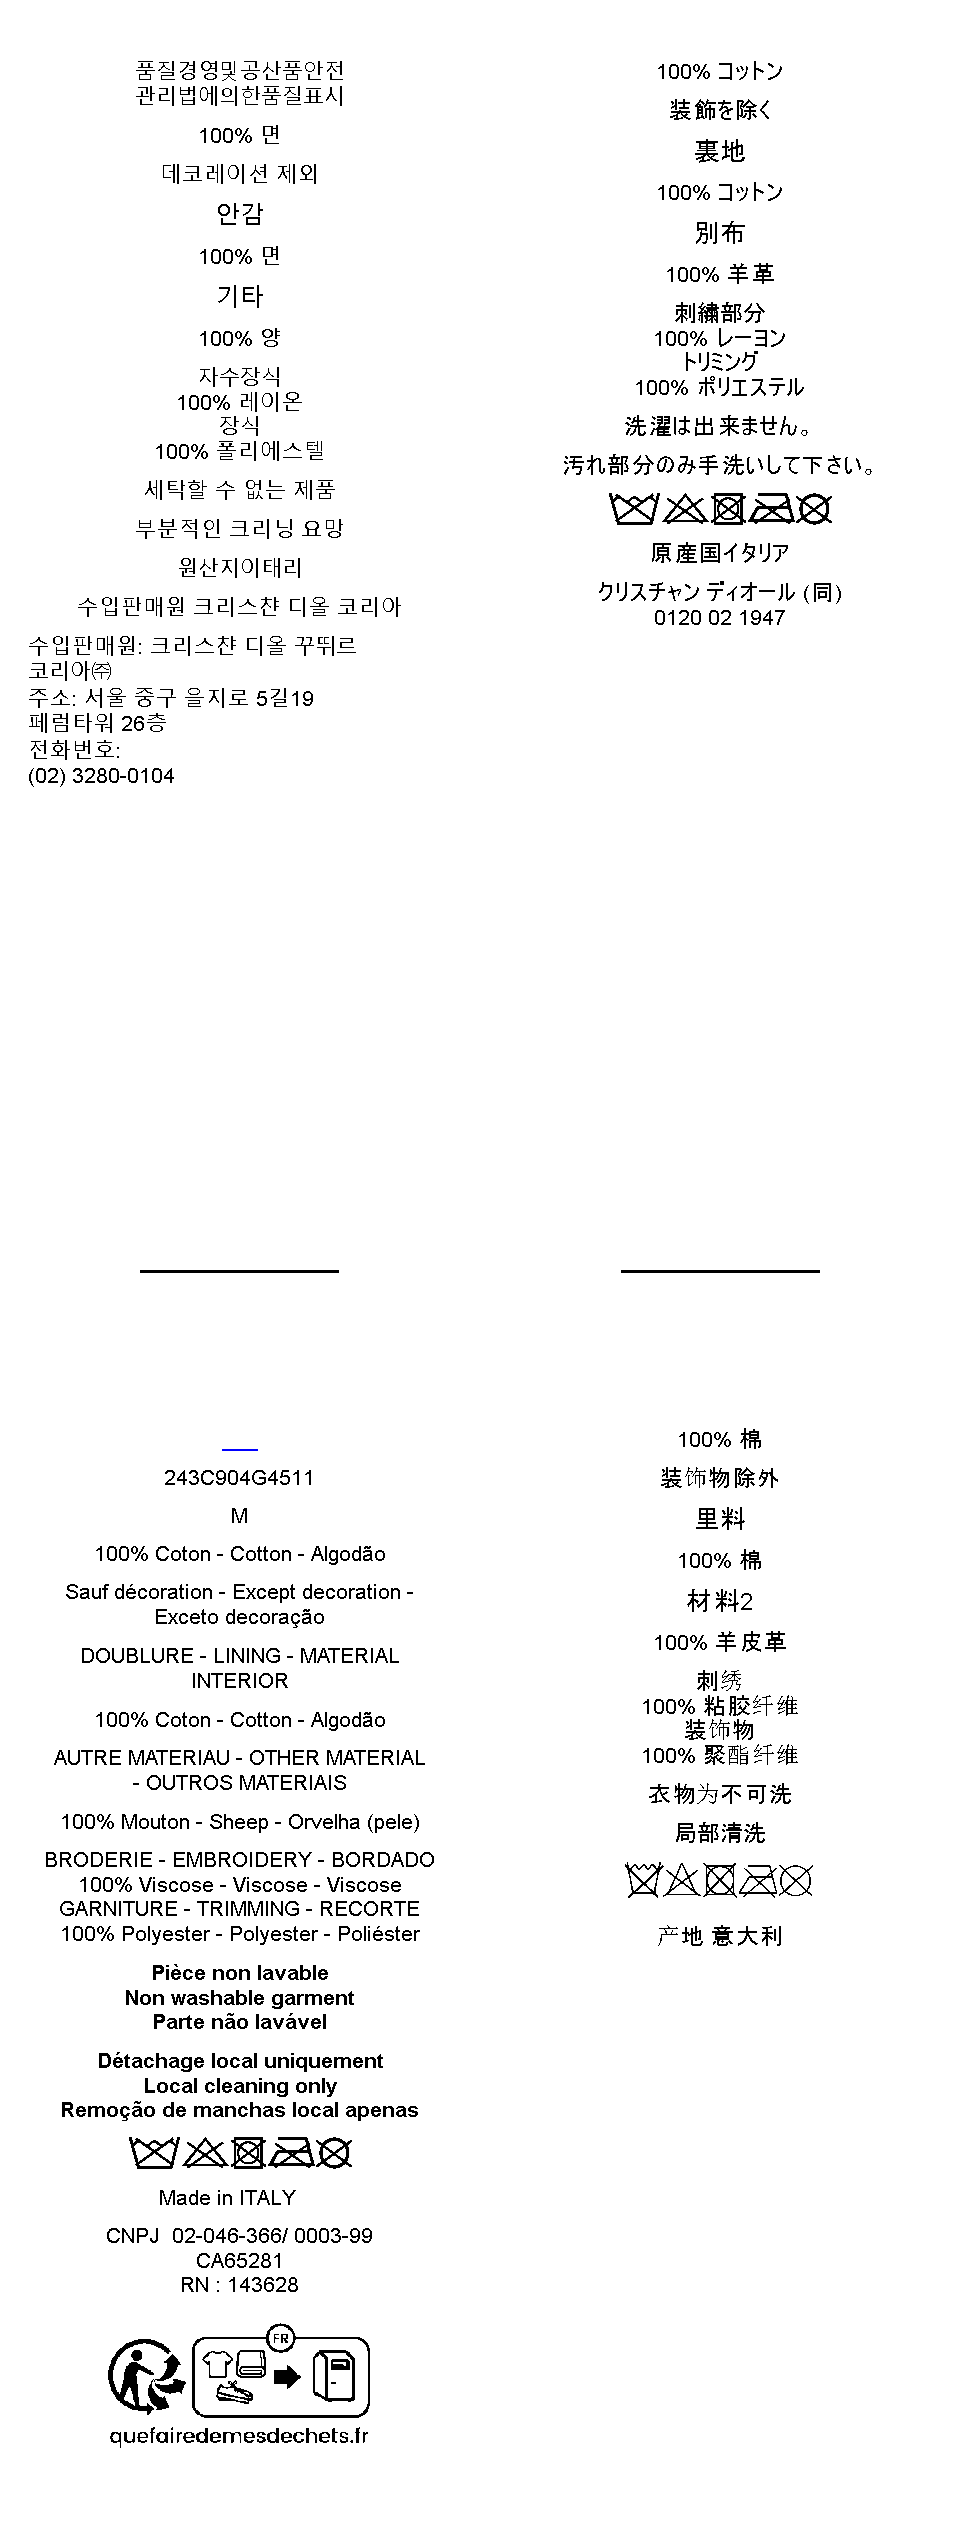 품질경영및공산품안전
관리법에의한품질표시
100% 면
데코레이션 제외
안감
100% 면
기타
100% 양
자수장식
100% 레이온
장식
100% 폴리에스텔
세탁할 수 없는 제품
부분적인 크리닝 요망
원산지이태리
수입판매원 크리스챤 디올 코리아
수입판매원: 크리스챤 디올 꾸뛰르
코리아㈜
주소: 서울 중구 을지로 5길19
페럼타워 26층
전화번호:
(02) 3280-0104
100% コットン
装飾を除く
裏地
100% コットン
別布
100% 羊革
刺繍部分
100% レーヨン
トリミング
100% ポリエステル
洗濯は出来ません。
汚れ部分のみ手洗いして下さい。
原産国イタリア
クリスチャン ディオール (同)
0120 02 1947
243C904G4511
M
100% Coton - Cotton - Algodão
Sauf décoration - Except decoration -
Exceto decoração
DOUBLURE - LINING - MATERIAL
INTERIOR
100% Coton - Cotton - Algodão
AUTRE MATERIAU - OTHER MATERIAL
- OUTROS MATERIAIS
100% Mouton - Sheep - Orvelha (pele)
BRODERIE - EMBROIDERY - BORDADO
100% Viscose - Viscose - Viscose
GARNITURE - TRIMMING - RECORTE
100% Polyester - Polyester - Poliéster
Pièce non lavable
Non washable garment
Parte não lavável
Détachage local uniquement
Local cleaning only
Remoção de manchas local apenas
Made in ITALY
CNPJ 02-046-366/ 0003-99
CA65281
RN : 143628
FR
quefairedemesdechets.fr
100% 棉
装饰物除外
里料
100% 棉
材料2
100% 羊皮革
刺绣
100% 粘胶纤维
装饰物
100% 聚酯纤维
衣物为不可洗
局部清洗
产地 意大利